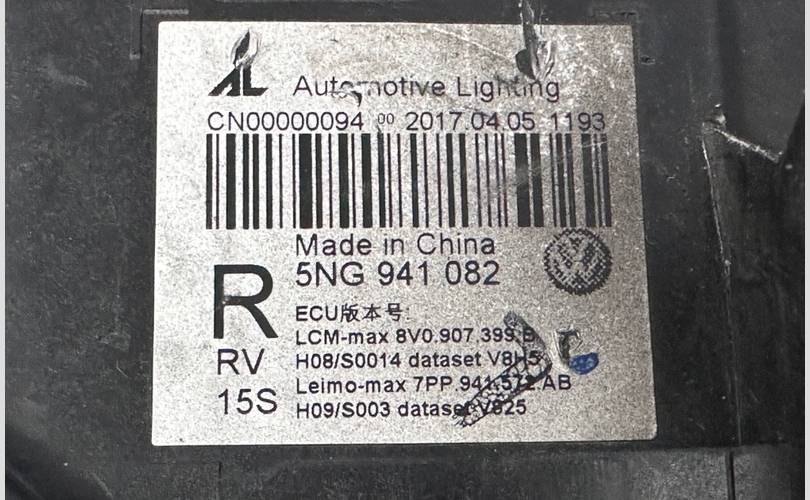 AL Automotive Lighting
CN00000094 00 2017.04.05 1193
Made in China
5NG 941 082
R
RV
15S
ECU版本号:
LCM-max 8V0.907.399.B
H08/S0014 dataset V8H5
Leimo-max 7PP.941.572.AB
H09/S003 dataset V825